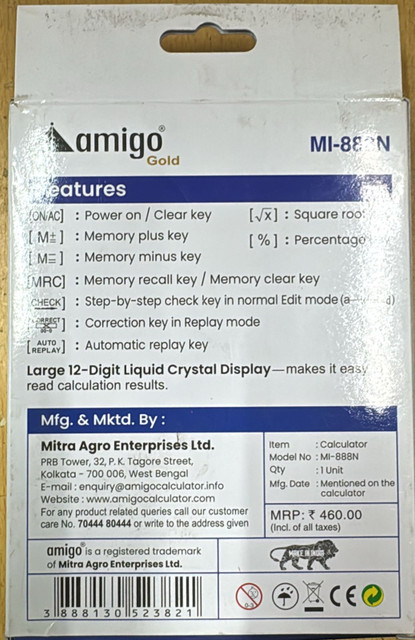 amigo®
Gold
MI-888N
Features
[ON/AC] : Power on / Clear key
[√x] : Square root
[M±] : Memory plus key
[%] : Percentage
[M=] : Memory minus key
[MRC] : Memory recall key / Memory clear key
[CHECK] : Step-by-step check key in normal Edit mode
[CORRECT] : Correction key in Replay mode
[AUTO REPLAY] : Automatic replay key
Large 12-Digit Liquid Crystal Display—makes it easy
read calculation results.
Mfg. & Mktd. By :
Mitra Agro Enterprises Ltd.
PRB Tower, 32, P. K. Tagore Street,
Kolkata - 700 006, West Bengal
E-mail : enquiry@amigocalculator.info
Website : www.amigocalculator.com
For any product related queries call our customer
care No. 70444 80444 or write to the address given
Item : Calculator
Model No : MI-888N
Qty : 1 Unit
Mfg. Date : Mentioned on the
calculator
MRP: ₹ 460.00
(Incl. of all taxes)
amigo® is a registered trademark
of Mitra Agro Enterprises Ltd.
MAKE IN INDIA
CE
3 888130 523821